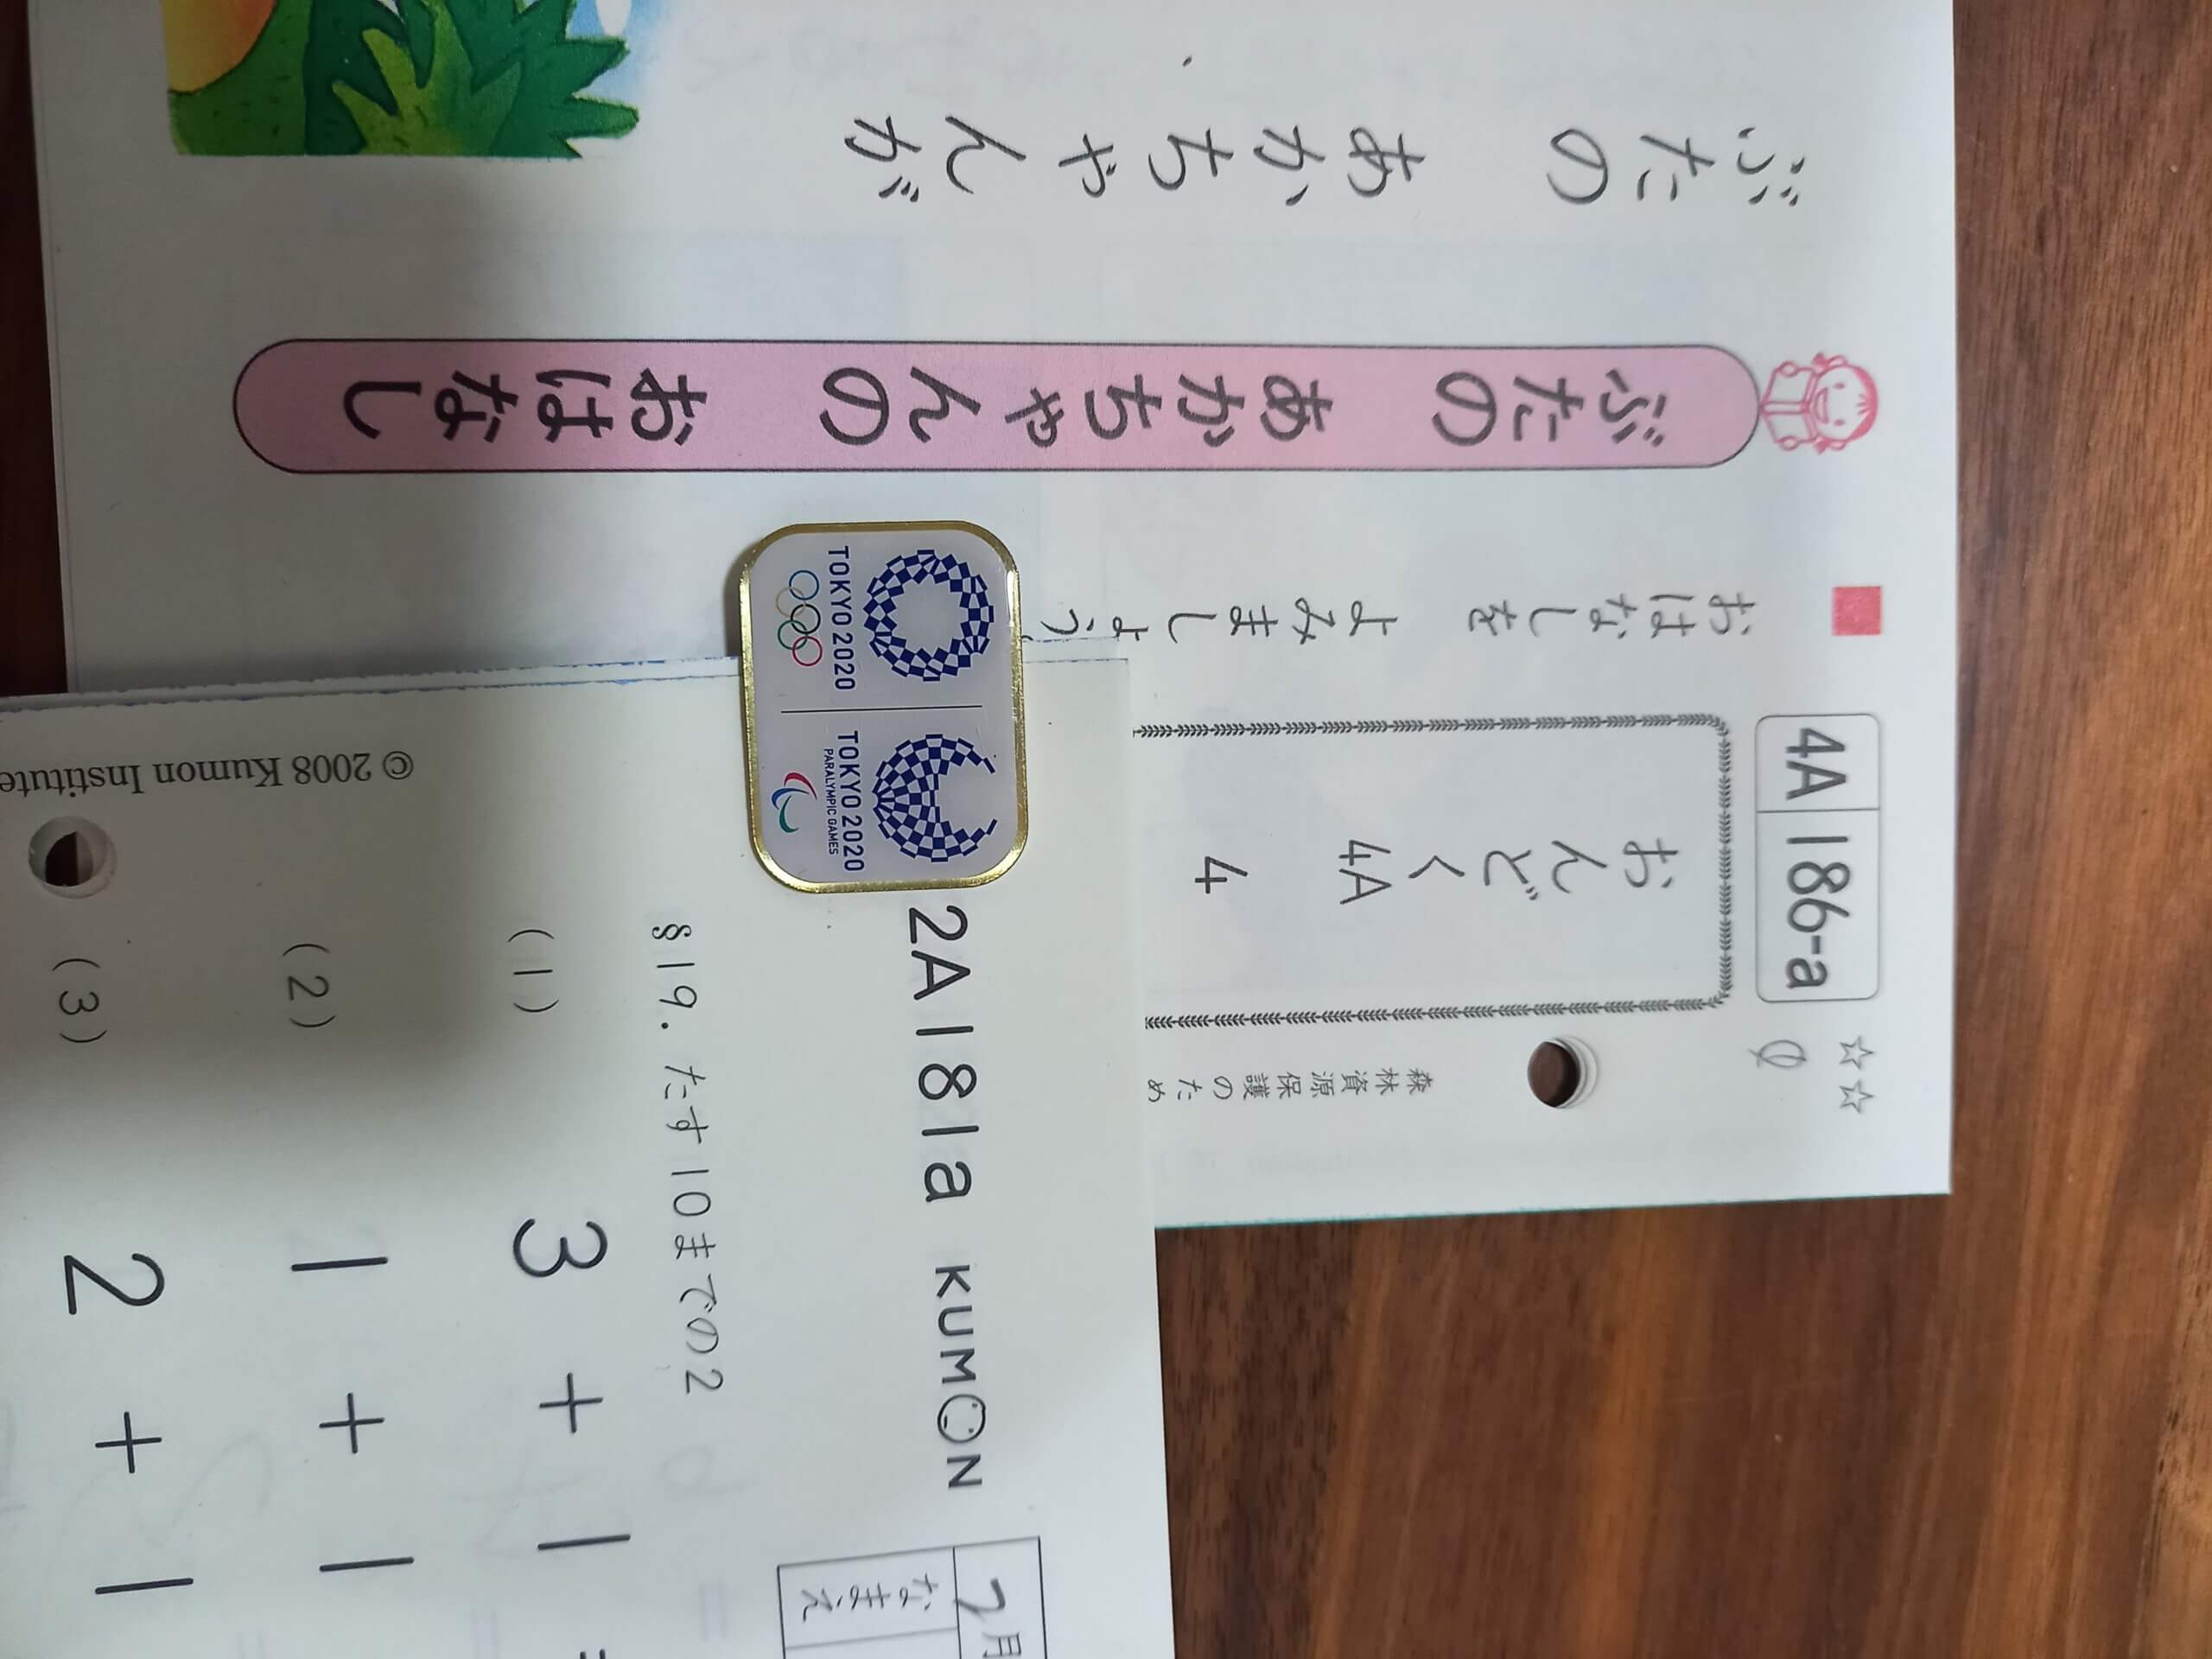 4A 186-a
☆☆
おんどく 4A 4
森林資源保護のため
おはなしを よみましょう
ぶたの あかちゃんの おはなし
ぶたの あかちゃんが
TOKYO 2020
TOKYO 2020
PARALYMPIC GAMES
2A 181a KUMON
7月
なまえ
§19. たす10までの2
(1) 3 + 1 =
(2) 1 + 1
(3) 2 + 1
© 2008 Kumon Institute